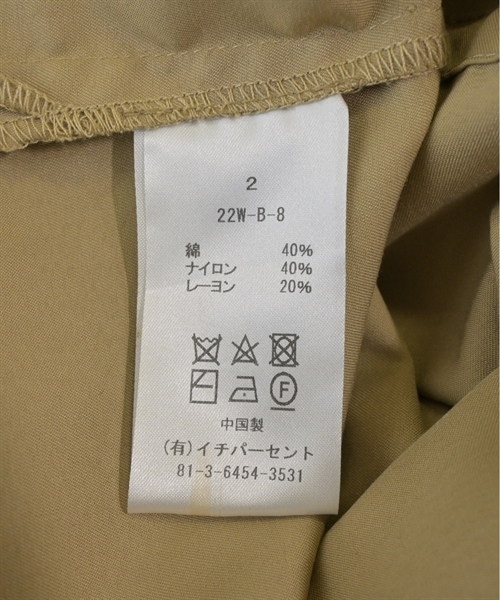 2
22W-B-8
綿 40%
ナイロン 40%
レーヨン 20%
F
中国製
(有)イチパーセント
81-3-6454-3531